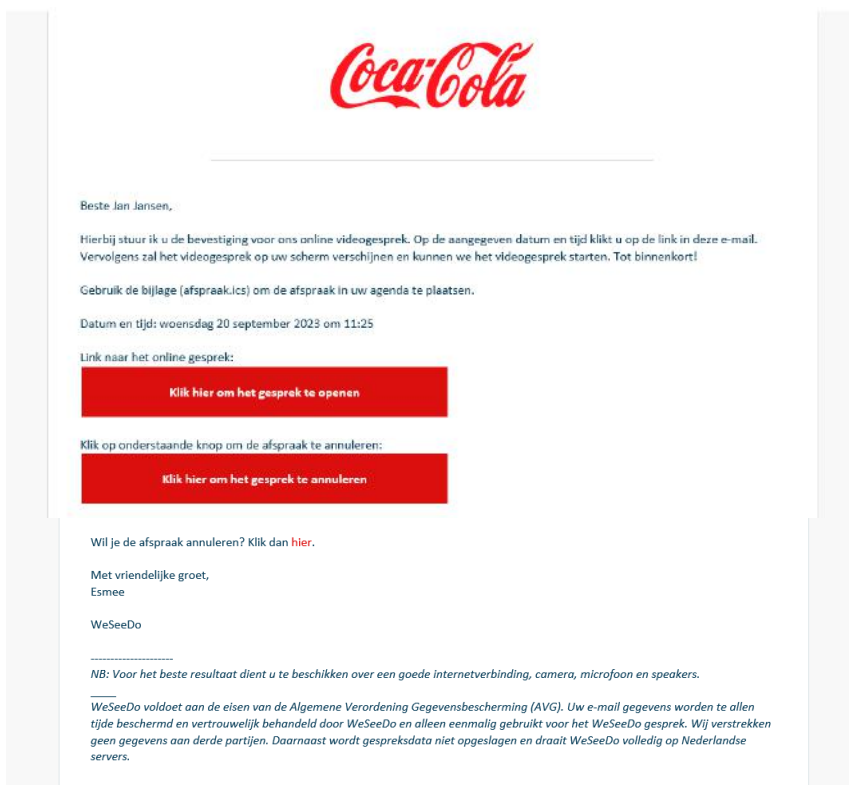 Coca-Cola
Beste Jan Jansen,
Hierbij stuur ik u de bevestiging voor ons online videogesprek. Op de aangegeven datum en tijd klikt u op de link in deze e-mail.
Vervolgens zal het videogesprek op uw scherm verschijnen en kunnen we het videogesprek starten. Tot binnenkort!
Gebruik de bijlage (afspraak.ics) om de afspraak in uw agenda te plaatsen.
Datum en tijd: woensdag 20 september 2023 om 11:25
Link naar het online gesprek:
Klik hier om het gesprek te openen
Klik op onderstaande knop om de afspraak te annuleren:
Klik hier om het gesprek te annuleren
Wil je de afspraak annuleren? Klik dan hier.
Met vriendelijke groet,
Esmee
WeSeeDo
--------------------
NB: Voor het beste resultaat dient u te beschikken over een goede internetverbinding, camera, microfoon en speakers.
____
WeSeeDo voldoet aan de eisen van de Algemene Verordening Gegevensbescherming (AVG). Uw e-mail gegevens worden te allen
tijde beschermd en vertrouwelijk behandeld door WeSeeDo en alleen eenmalig gebruikt voor het WeSeeDo gesprek. Wij verstrekken
geen gegevens aan derde partijen. Daarnaast wordt gespreksdata niet opgeslagen en draait WeSeeDo volledig op Nederlandse
servers.